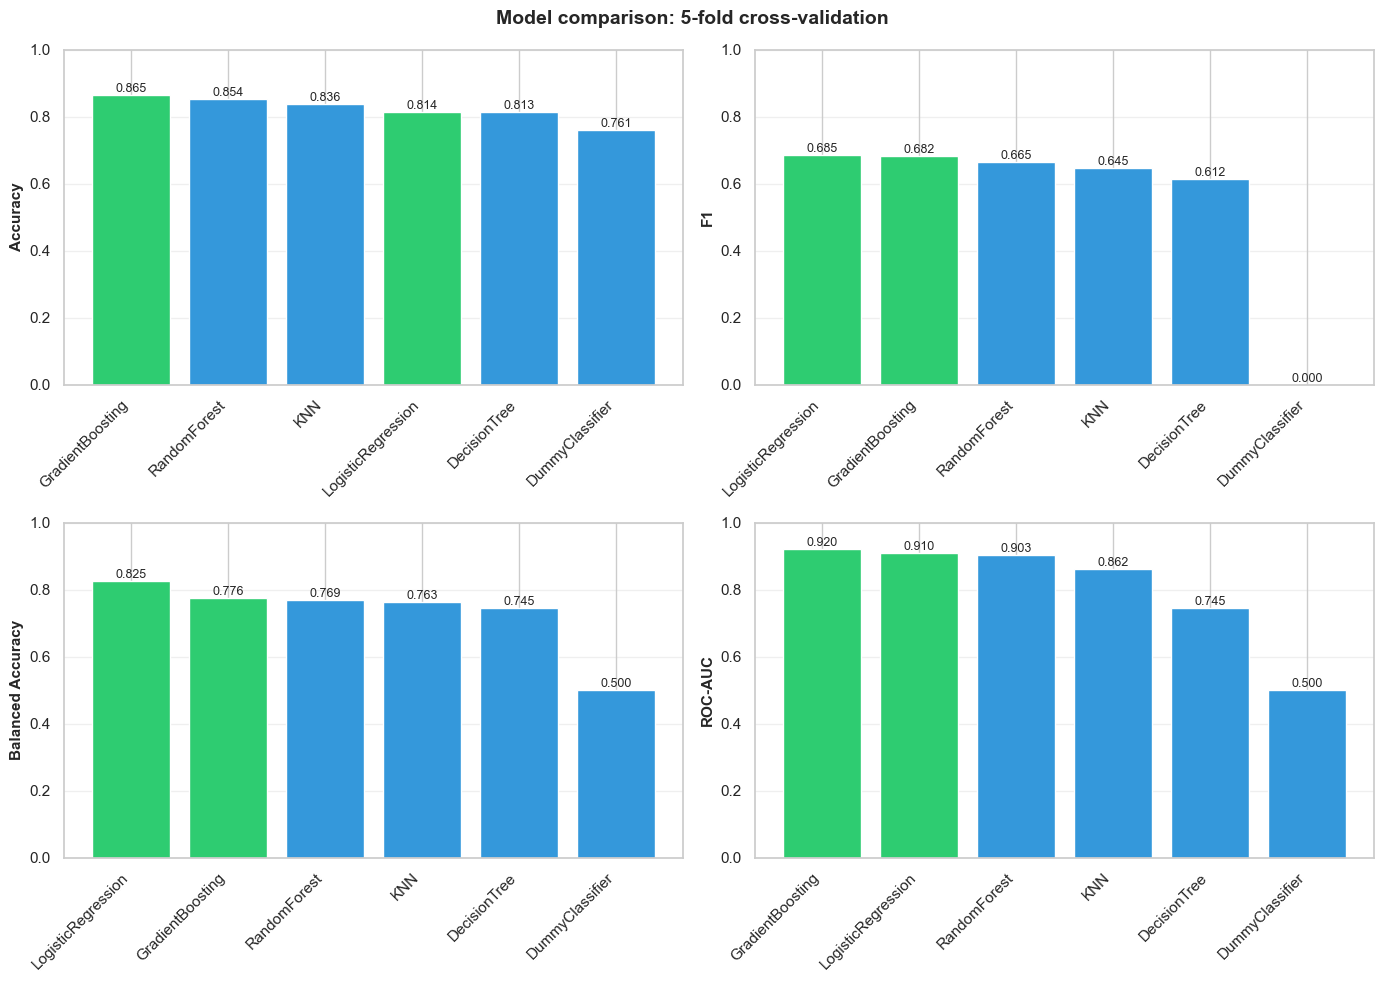 Model comparison: 5-fold cross-validation
Accuracy
1.0
0.8
0.6
0.4
0.2
0.0
0.865
0.854
0.836
0.814
0.813
0.761
GradientBoosting
RandomForest
KNN
LogisticRegression
DecisionTree
DummyClassifier
F1
1.0
0.8
0.6
0.4
0.2
0.0
0.685
0.682
0.665
0.645
0.612
0.000
LogisticRegression
GradientBoosting
RandomForest
KNN
DecisionTree
DummyClassifier
Balanced Accuracy
1.0
0.8
0.6
0.4
0.2
0.0
0.825
0.776
0.769
0.763
0.745
0.500
LogisticRegression
GradientBoosting
RandomForest
KNN
DecisionTree
DummyClassifier
ROC-AUC
1.0
0.8
0.6
0.4
0.2
0.0
0.920
0.910
0.903
0.862
0.745
0.500
GradientBoosting
LogisticRegression
RandomForest
KNN
DecisionTree
DummyClassifier